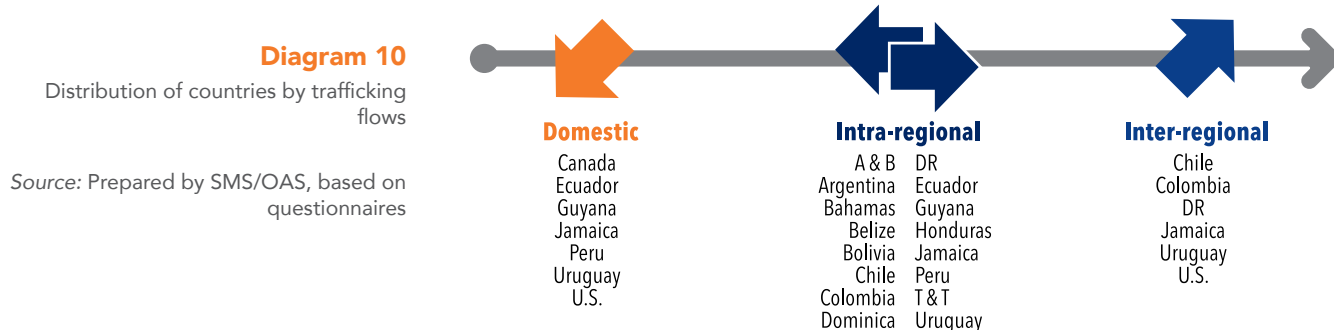 Diagram 10
Distribution of countries by trafficking
flows
Source: Prepared by SMS/OAS, based on
questionnaires
Domestic
Canada
Ecuador
Guyana
Jamaica
Peru
Uruguay
U.S.
Intra-regional
A & B DR
Argentina Ecuador
Bahamas Guyana
Belize Honduras
Bolivia Jamaica
Chile Peru
Colombia T & T
Dominica Uruguay
Inter-regional
Chile
Colombia
DR
Jamaica
Uruguay
U.S.